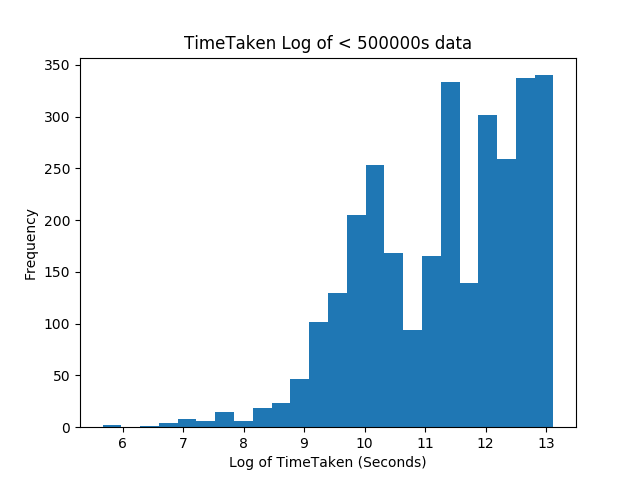 TimeTaken Log of < 500000s data
350
300
250
200
150
100
50
0
Frequency
6 7 8 9 10 11 12 13
Log of TimeTaken (Seconds)